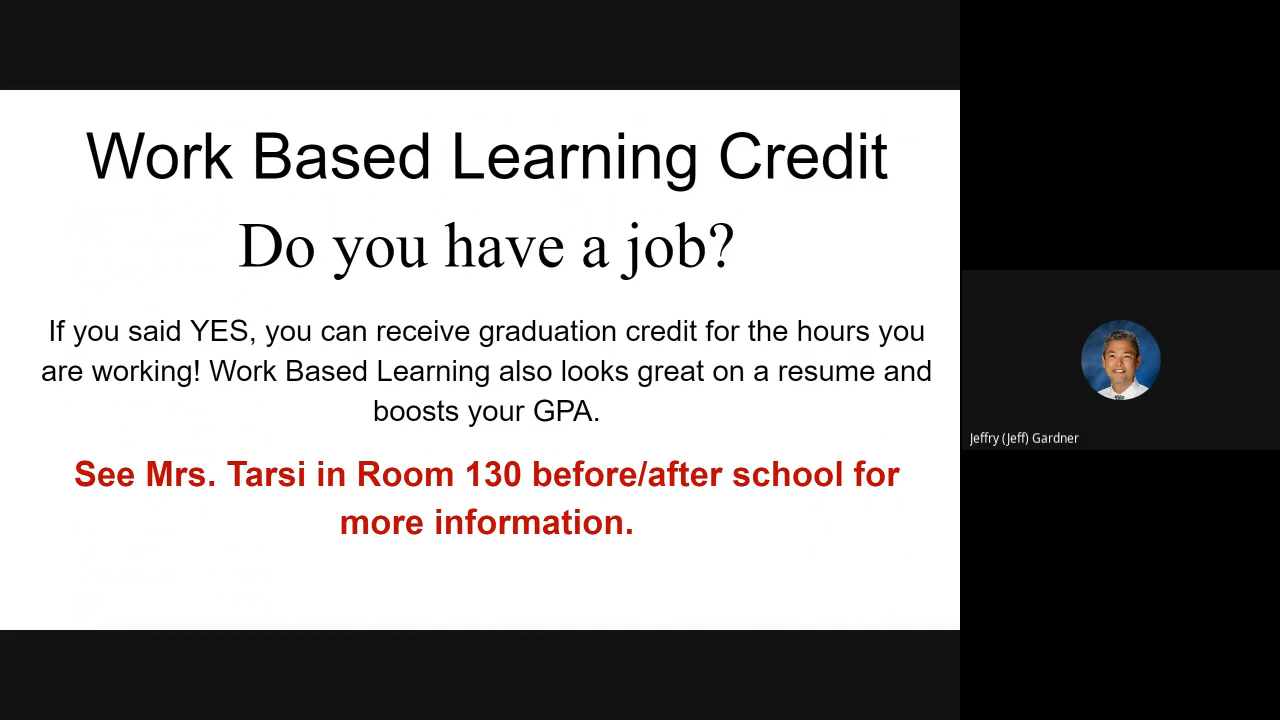 Work Based Learning Credit
Do you have a job?
If you said YES, you can receive graduation credit for the hours you
are working! Work Based Learning also looks great on a resume and
boosts your GPA.
See Mrs. Tarsi in Room 130 before/after school for
more information.
Jeffry (Jeff) Gardner